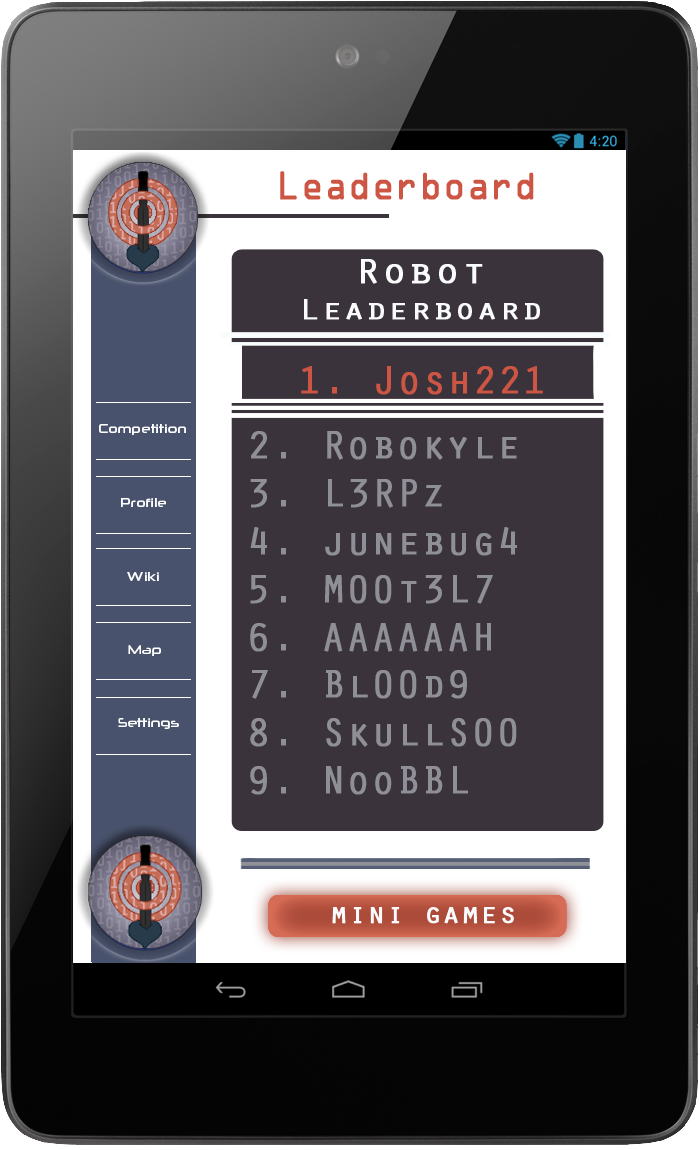 4:20
Leaderboard
Robot
Leaderboard
1. Josh221
2. Robokyle
3. L3RPz
4. junebug4
5. M00t3L7
6. AAAAAAH
7. Bl00d9
8. SkullS00
9. NooBBL
Competition
Profile
Wiki
Map
Settings
MINI GAMES